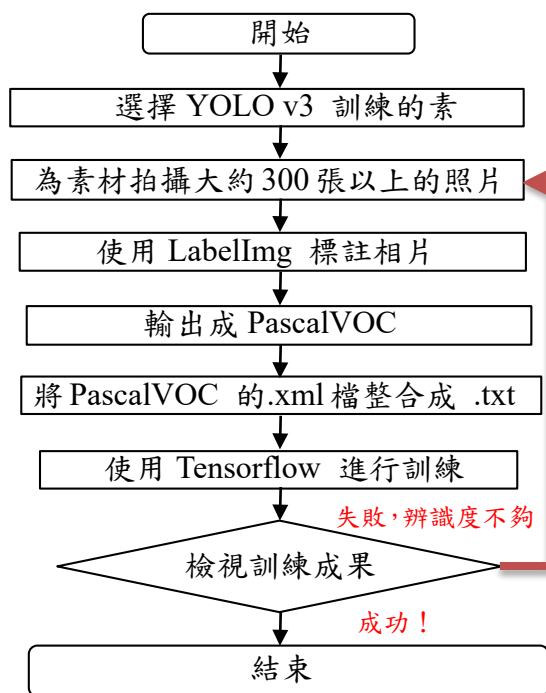 開始
選擇 YOLO v3 訓練的素
為素材拍攝大約 300 張以上的照片
使用 LabelImg 標註相片
輸出成 PascalVOC
將 PascalVOC 的.xml 檔整合成 .txt
使用 Tensorflow 進行訓練
失敗,辨識度不夠
檢視訓練成果
成功!
結束